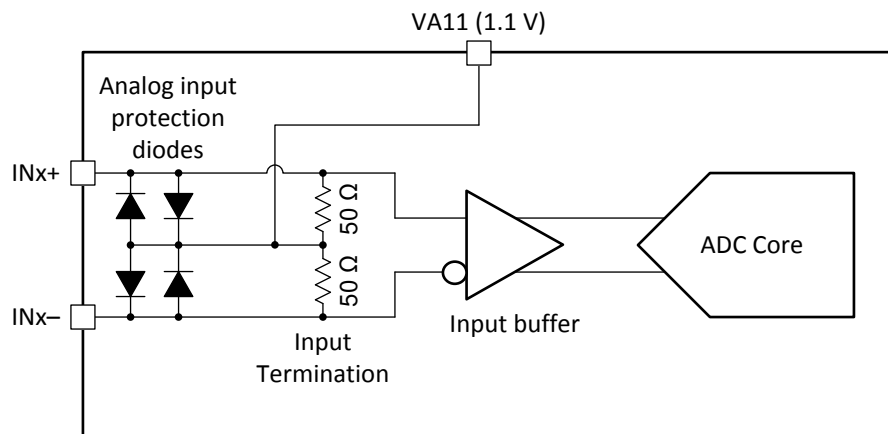 VA11 (1.1 V)
Analog input
protection
diodes
INx+
50 Ω
50 Ω
ADC Core
INx–
Input buffer
Input
Termination